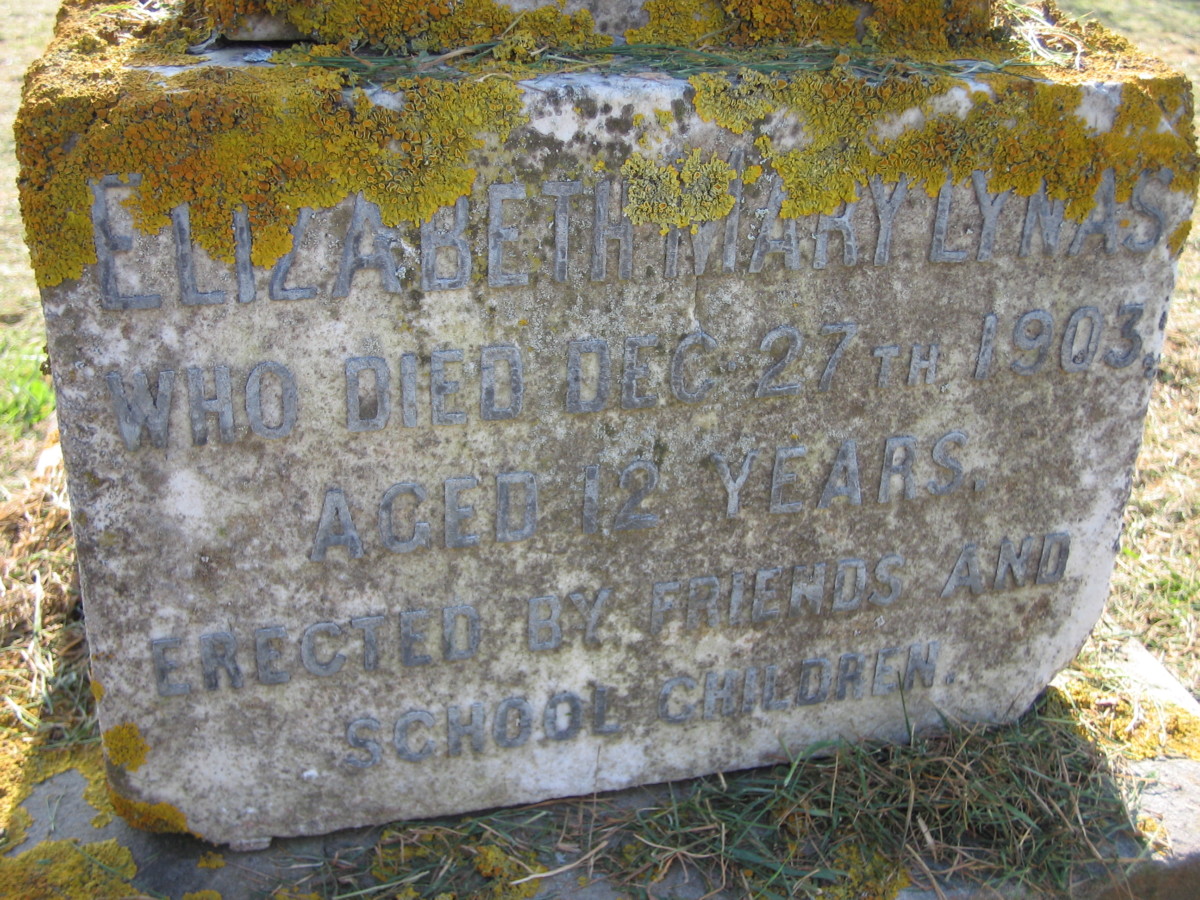 ELIZABETH MARY LYNAS
WHO DIED DEC. 27TH. 1903.
AGED 12 YEARS.
ERECTED BY FRIENDS AND
SCHOOL CHILDREN.